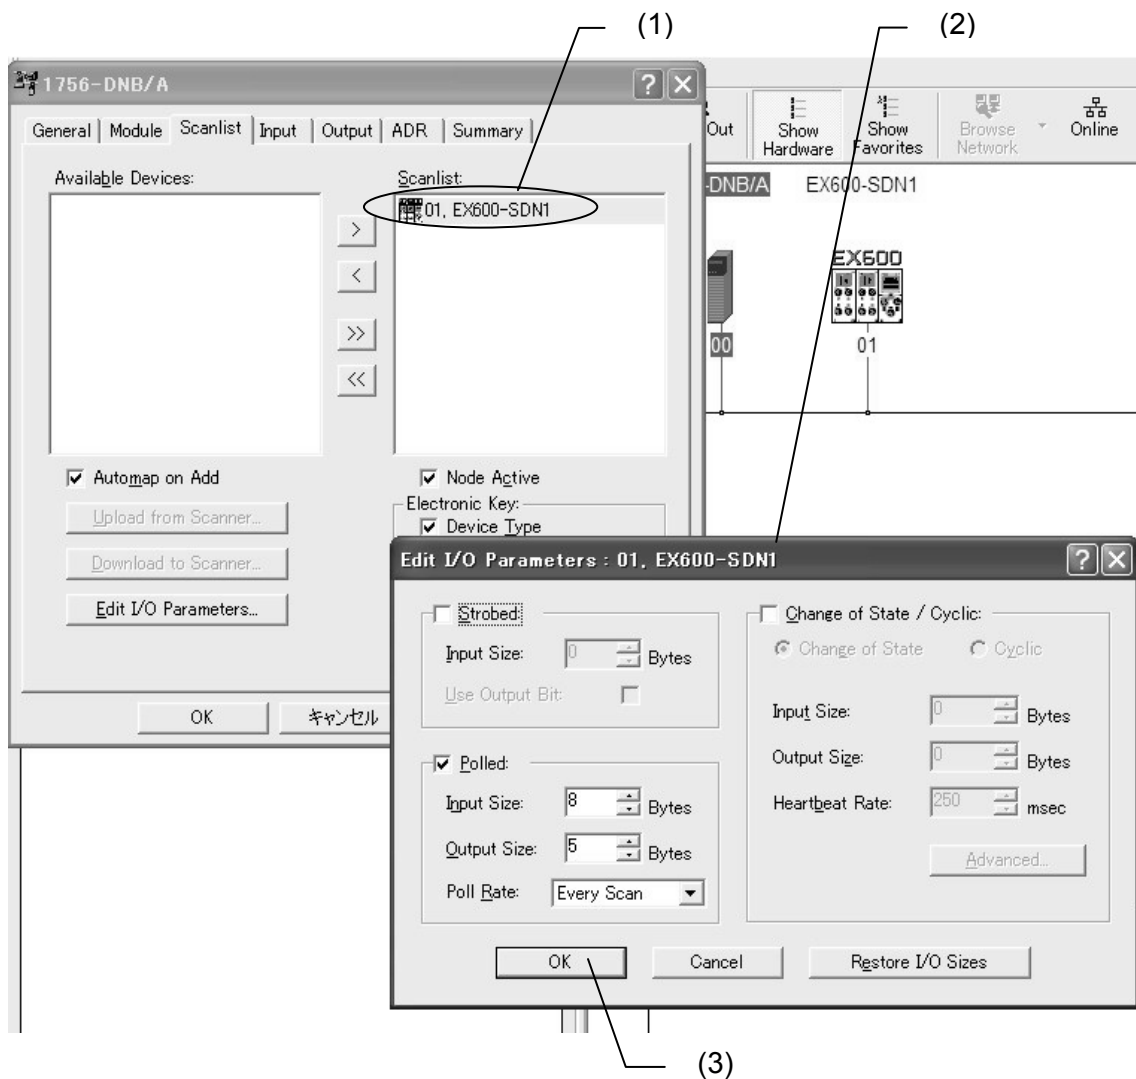 (1)
(2)
1756-DNB/A
General Module Scanlist Input Output ADR Summary
Available Devices:
Scanlist:
01, EX600-SDN1
>
<
>>
<<
Automap on Add
Upload from Scanner...
Download to Scanner...
Edit I/O Parameters...
Node Active
Electronic Key:
Device Type
OK
キャンセル
Out
Show Hardware
Show Favorites
Browse Network
Online
-DNB/A
EX600-SDN1
EX600
00
01
Edit I/O Parameters : 01, EX600-SDN1
Strobed:
Input Size: 0 Bytes
Use Output Bit:
Polled:
Input Size: 8 Bytes
Output Size: 5 Bytes
Poll Rate: Every Scan
Change of State / Cyclic:
Change of State Cyclic
Input Size: 0 Bytes
Output Size: 0 Bytes
Heartbeat Rate: 250 msec
Advanced...
OK
Cancel
Restore I/O Sizes
(3)